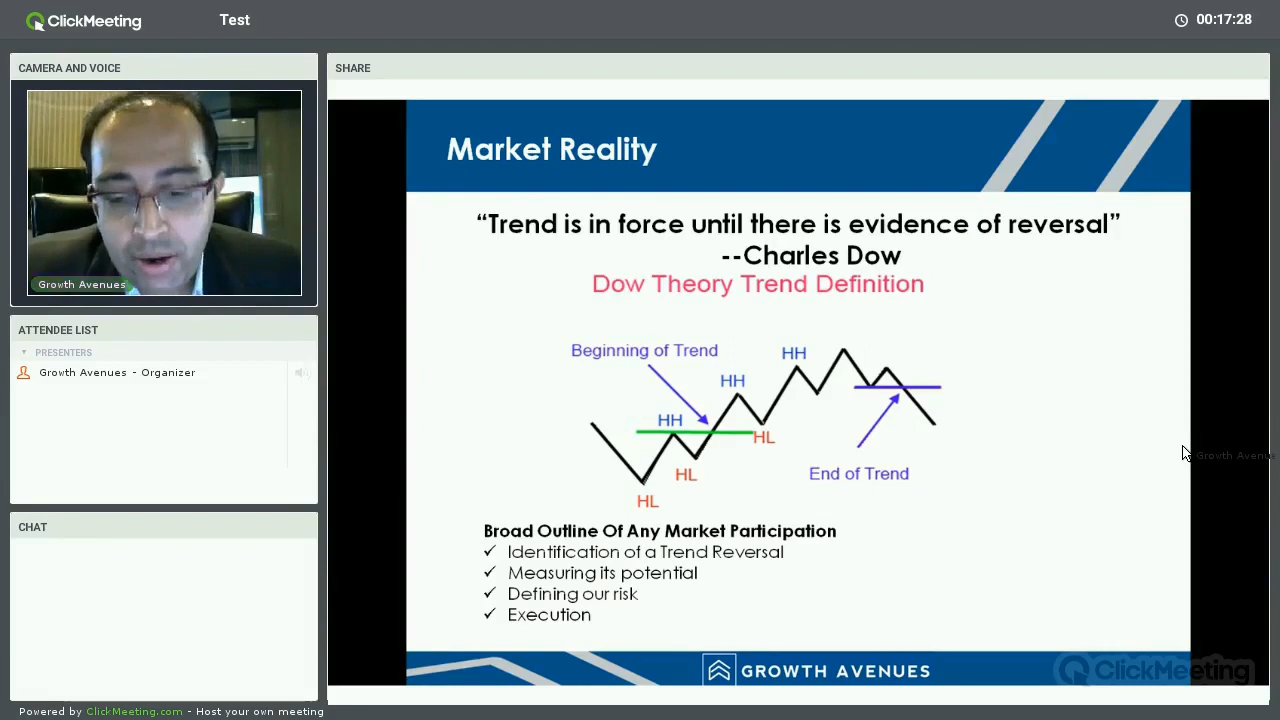 ClickMeeting
Test
00:17:28
CAMERA AND VOICE
Growth Avenues
ATTENDEE LIST
PRESENTERS
Growth Avenues - Organizer
CHAT
Powered by ClickMeeting.com - Host your own meeting
SHARE
Market Reality
“Trend is in force until there is evidence of reversal”
--Charles Dow
Dow Theory Trend Definition
Beginning of Trend
HH
HH
HH
HL
HL
HL
End of Trend
Broad Outline Of Any Market Participation
✓ Identification of a Trend Reversal
✓ Measuring its potential
✓ Defining our risk
✓ Execution
GROWTH AVENUES
ClickMeeting
Growth Avenu